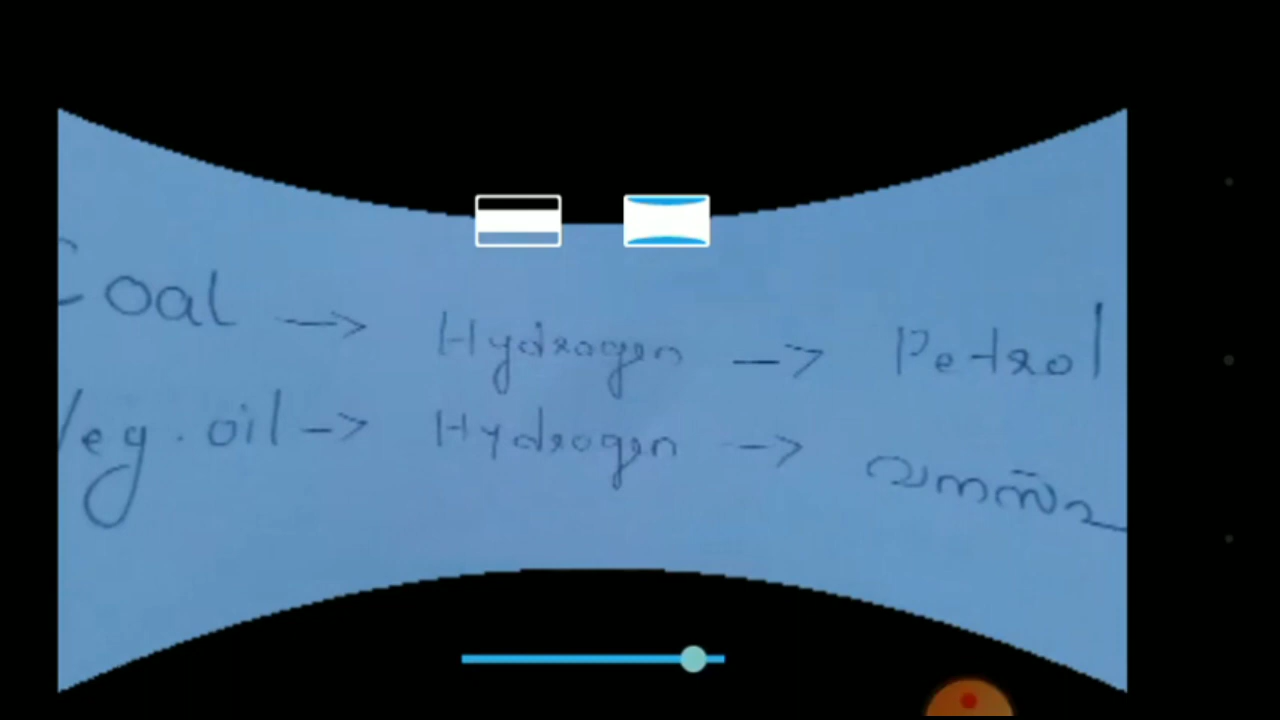 Coal -> Hydrogen -> Petrol
Veg. oil -> Hydrogen ->